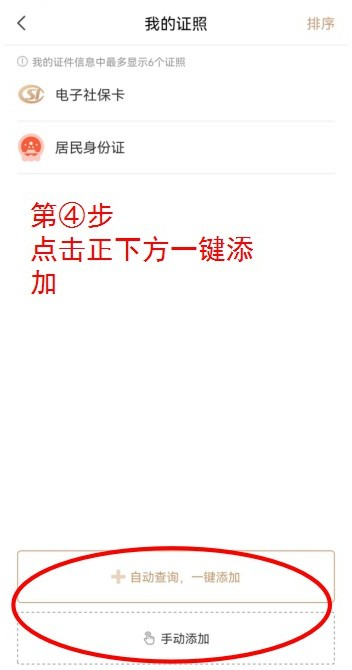 我的证照
排序
我的证件信息中最多显示6个证照
电子社保卡
居民身份证
第④步
点击正下方一键添
加
自动查询，一键添加
手动添加